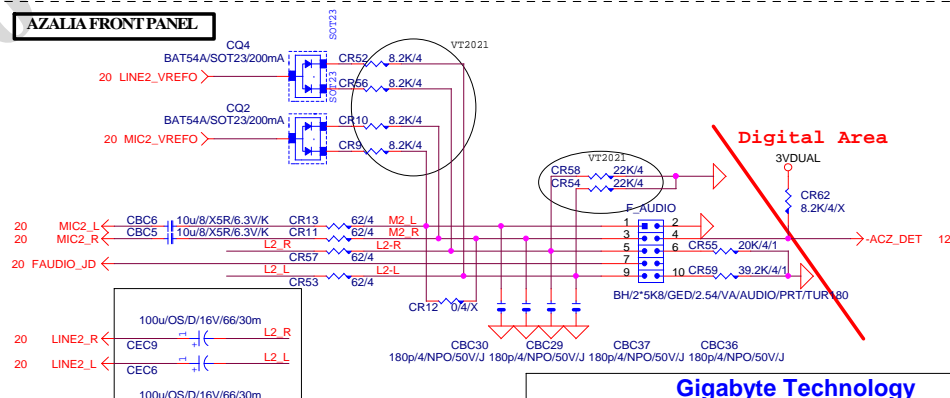 AZALIA FRONT PANEL
SOT23
CQ4
BAT54A/SOT23/200mA
VT2021
CR52 8.2K/4
20 LINE2_VREFO
CR56 8.2K/4
SOT23
CQ2
BAT54A/SOT23/200mA
CR10 8.2K/4
20 MIC2_VREFO
CR9 8.2K/4
Digital Area
VT2021
3VDUAL
CR58 22K/4
CR54 22K/4
CR62
8.2K/4/X
F_AUDIO
20 MIC2_L CBC6 10u/8/X5R/6.3V/K CR13 62/4 M2_L 1 2
20 MIC2_R CBC5 10u/8/X5R/6.3V/K CR11 62/4 M2_R 3 4 -ACZ_DET 12
L2_R L2-R 5 6 CR55 20K/4/1
20 FAUDIO_JD CR57 62/4 7
L2_L L2-L 9 10 CR59 39.2K/4/1
CR53 62/4
BH/2*5K8/GED/2.54/VA/AUDIO/PRT/TUR180
CR12 0/4/X
100u/OS/D/16V/66/30m
20 LINE2_R 1 + L2_R
CEC9
CBC30 CBC29 CBC37 CBC36
180p/4/NPO/50V/J 180p/4/NPO/50V/J 180p/4/NPO/50V/J 180p/4/NPO/50V/J
20 LINE2_L 1 + L2_L
CEC6
100u/OS/D/16V/66/30m
Gigabyte Technology